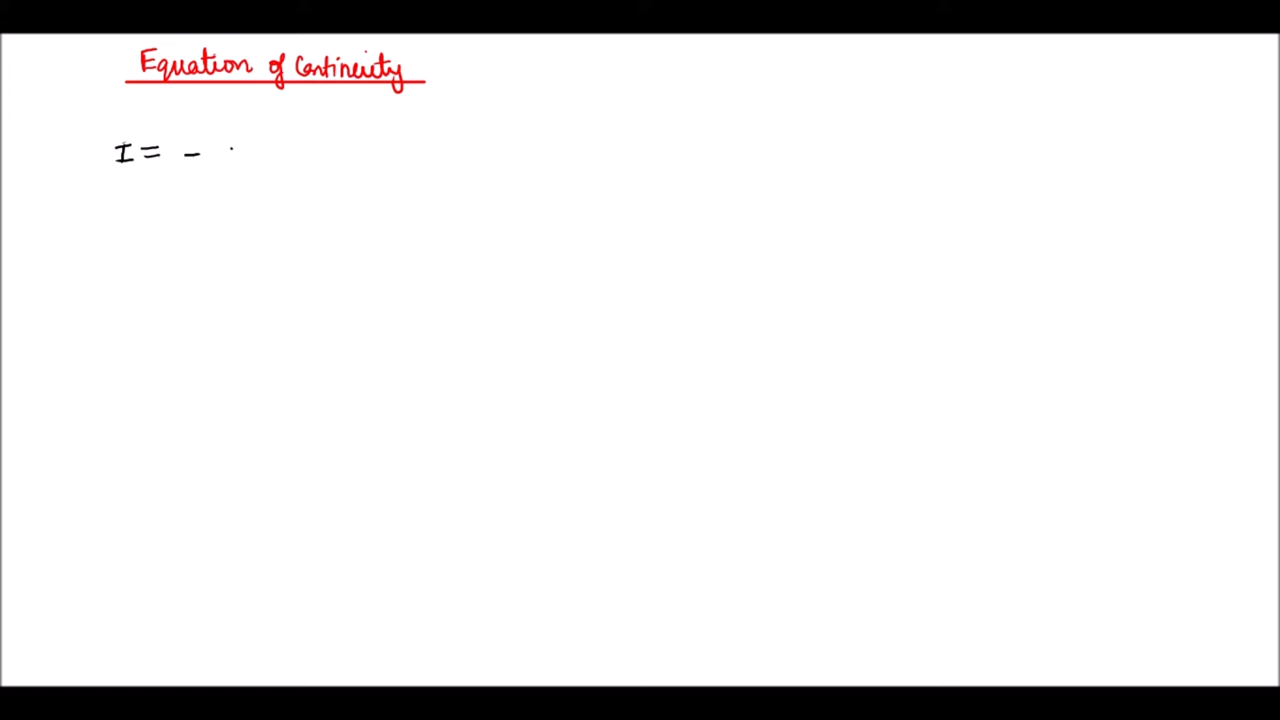 Equation of Continuity
I = -